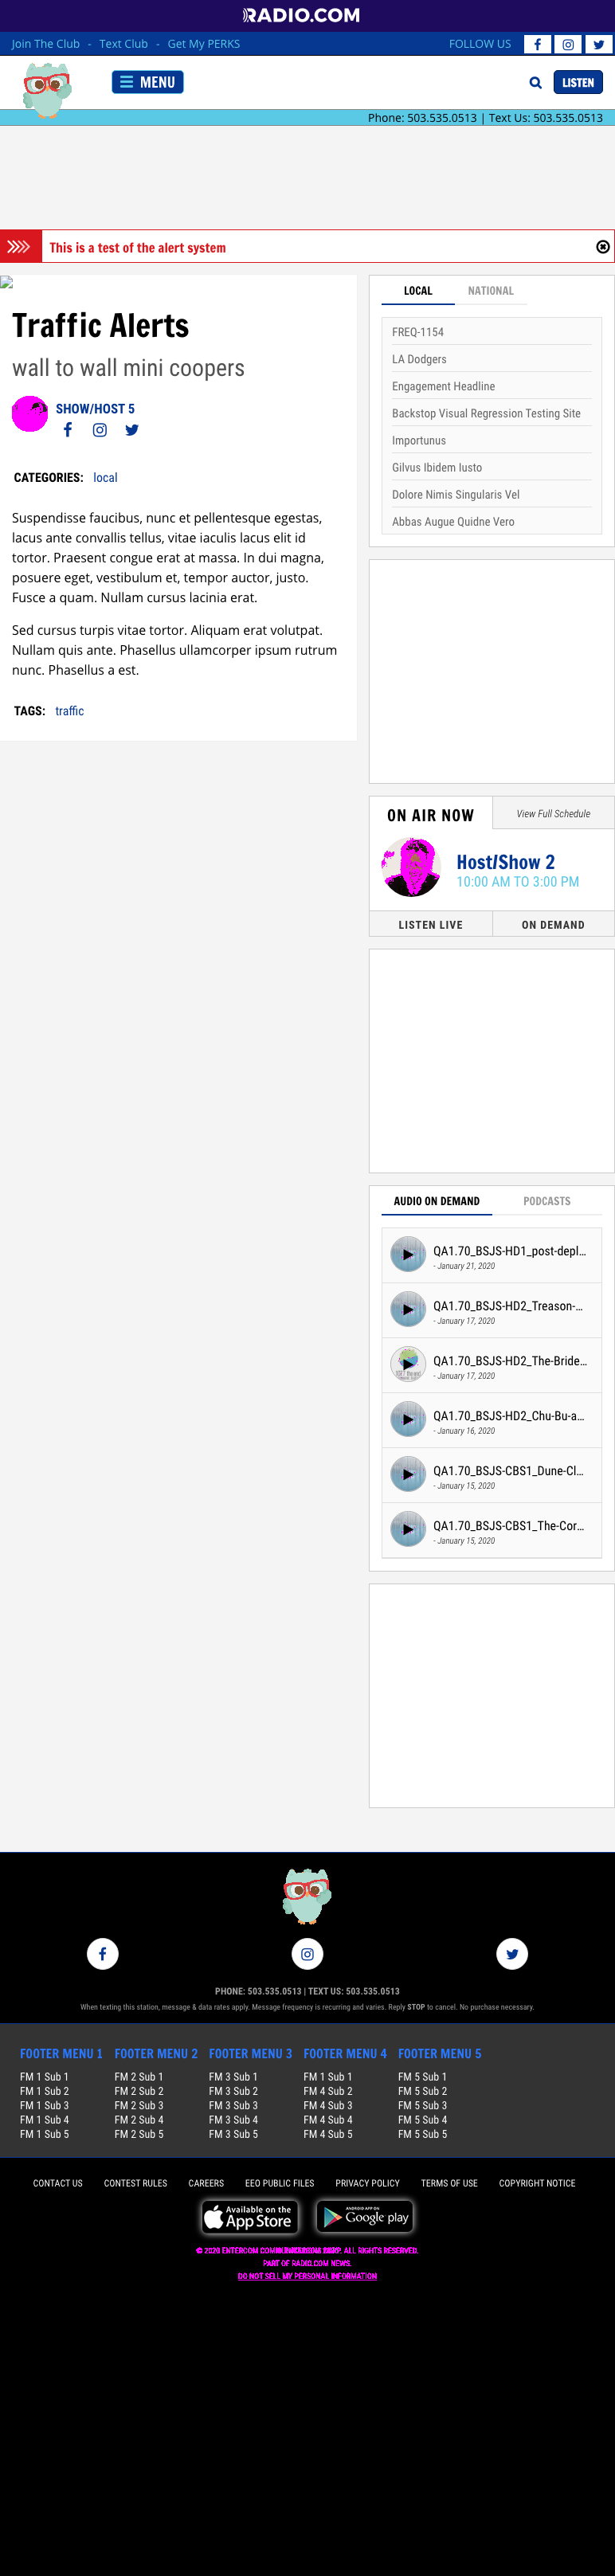 RADIO.COM
Join The Club - Text Club - Get My PERKS
FOLLOW US
MENU
LISTEN
Phone: 503.535.0513 | Text Us: 503.535.0513
This is a test of the alert system
Traffic Alerts
wall to wall mini coopers
SHOW/HOST 5
CATEGORIES: local
Suspendisse faucibus, nunc et pellentesque egestas,
lacus ante convallis tellus, vitae iaculis lacus elit id
tortor. Praesent congue erat at massa. In dui magna,
posuere eget, vestibulum et, tempor auctor, justo.
Fusce a quam. Nullam cursus lacinia erat.
Sed cursus turpis vitae tortor. Aliquam erat volutpat.
Nullam quis ante. Phasellus ullamcorper ipsum rutrum
nunc. Phasellus a est.
TAGS: traffic
LOCAL NATIONAL
FREQ-1154
LA Dodgers
Engagement Headline
Backstop Visual Regression Testing Site
Importunus
Gilvus Ibidem Iusto
Dolore Nimis Singularis Vel
Abbas Augue Quidne Vero
ON AIR NOW
View Full Schedule
Host/Show 2
10:00 AM TO 3:00 PM
LISTEN LIVE
ON DEMAND
AUDIO ON DEMAND PODCASTS
QA1.70_BSJS-HD1_post-depl...
- January 21, 2020
QA1.70_BSJS-HD2_Treason-...
- January 17, 2020
QA1.70_BSJS-HD2_The-Bride...
- January 17, 2020
QA1.70_BSJS-HD2_Chu-Bu-a...
- January 16, 2020
QA1.70_BSJS-CBS1_Dune-Cl...
- January 15, 2020
QA1.70_BSJS-CBS1_The-Cor...
- January 15, 2020
PHONE: 503.535.0513 | TEXT US: 503.535.0513
When texting this station, message & data rates apply. Message frequency is recurring and varies. Reply STOP to cancel. No purchase necessary.
FOOTER MENU 1
FM 1 Sub 1
FM 1 Sub 2
FM 1 Sub 3
FM 1 Sub 4
FM 1 Sub 5
FOOTER MENU 2
FM 2 Sub 1
FM 2 Sub 2
FM 2 Sub 3
FM 2 Sub 4
FM 2 Sub 5
FOOTER MENU 3
FM 3 Sub 1
FM 3 Sub 2
FM 3 Sub 3
FM 3 Sub 4
FM 3 Sub 5
FOOTER MENU 4
FM 1 Sub 1
FM 4 Sub 2
FM 4 Sub 3
FM 4 Sub 4
FM 4 Sub 5
FOOTER MENU 5
FM 5 Sub 1
FM 5 Sub 2
FM 5 Sub 3
FM 5 Sub 4
FM 5 Sub 5
CONTACT US CONTEST RULES CAREERS EEO PUBLIC FILES PRIVACY POLICY TERMS OF USE COPYRIGHT NOTICE
Available on the
App Store
ANDROID APP ON
Google play
© 2020 ENTERCOM ALL RIGHTS RESERVED.
PART OF RADIO.COM NEWS.
DO NOT SELL MY PERSONAL INFORMATION